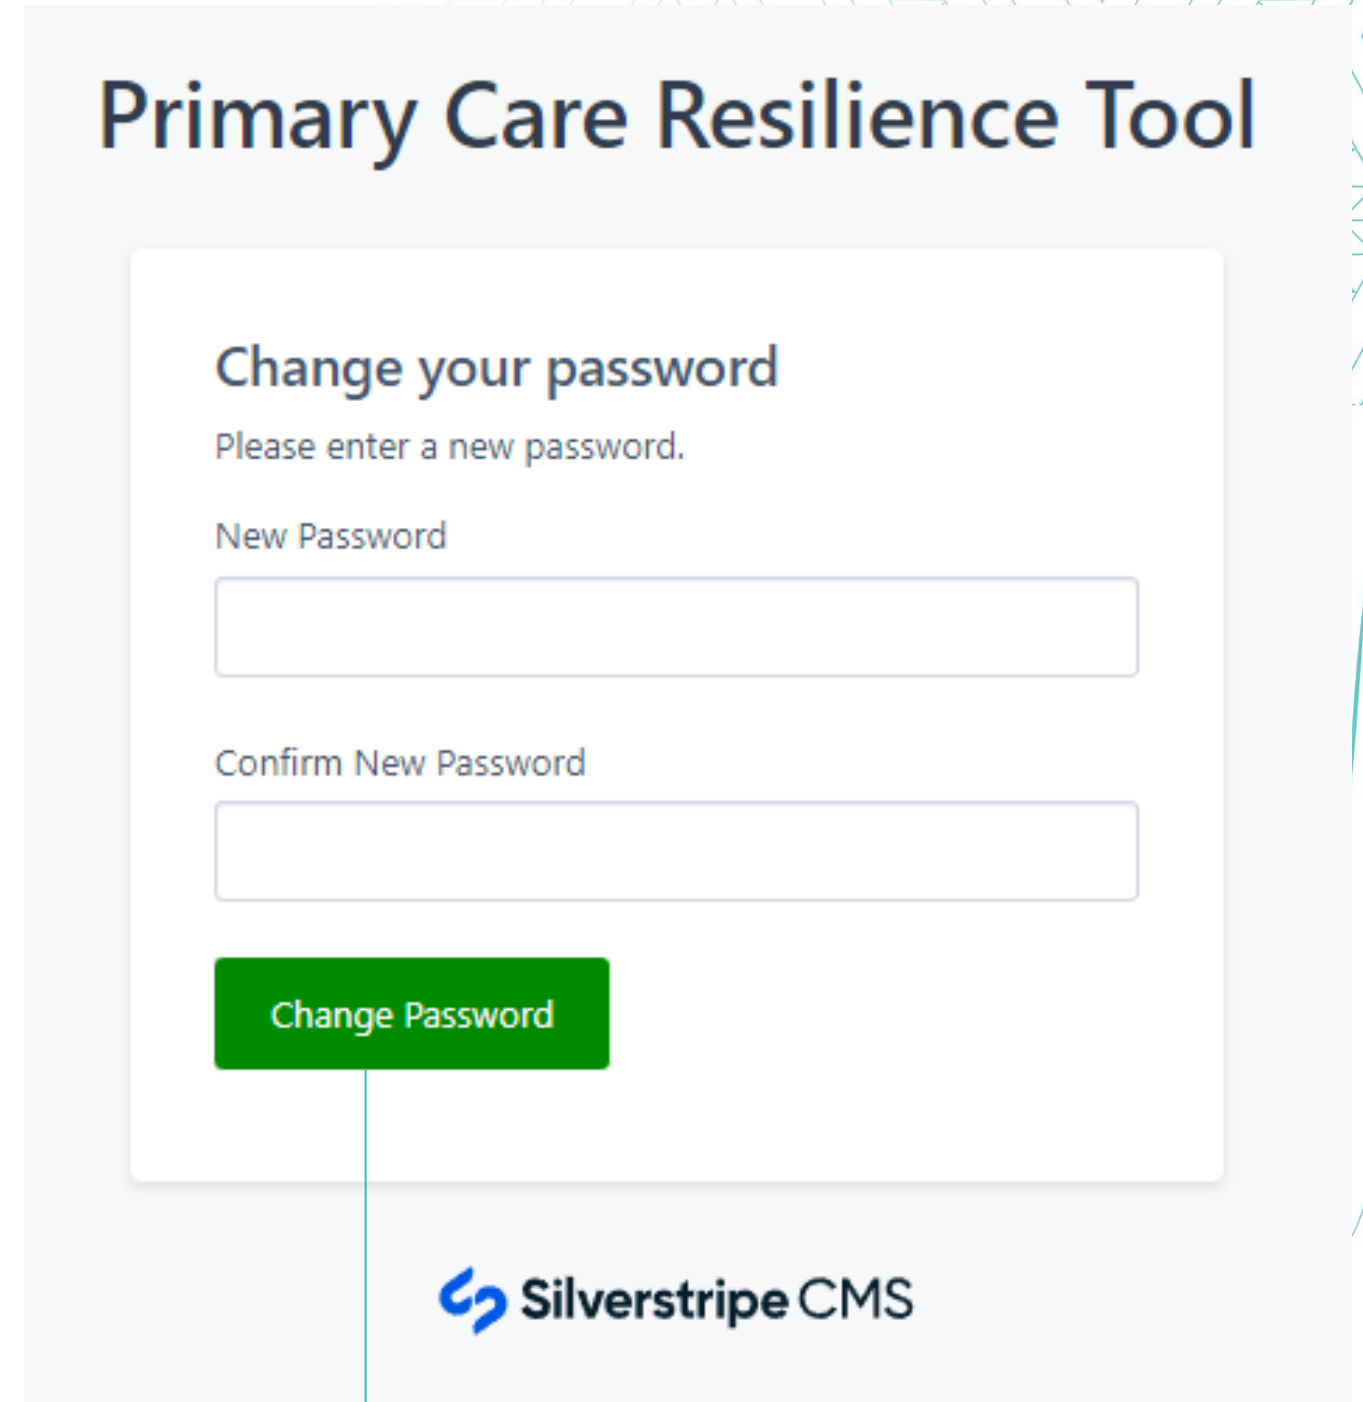 Primary Care Resilience Tool
Change your password
Please enter a new password.
New Password
Confirm New Password
Change Password
Silverstripe CMS